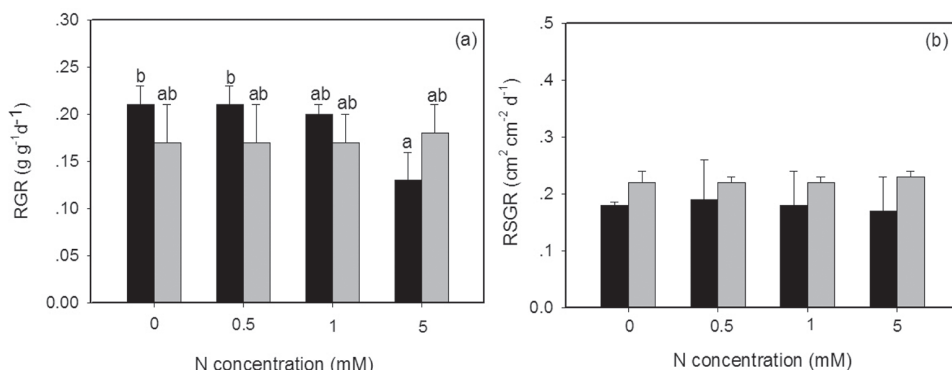 (a)
RGR (g g⁻¹d⁻¹)
.30
.25
.20
.15
.10
.05
0.00
b ab b ab ab ab a ab
0 0.5 1 5
N concentration (mM)
(b)
RSGR (cm² cm⁻² d⁻¹)
.5
.4
.3
.2
.1
0.0
0 0.5 1 5
N concentration (mM)